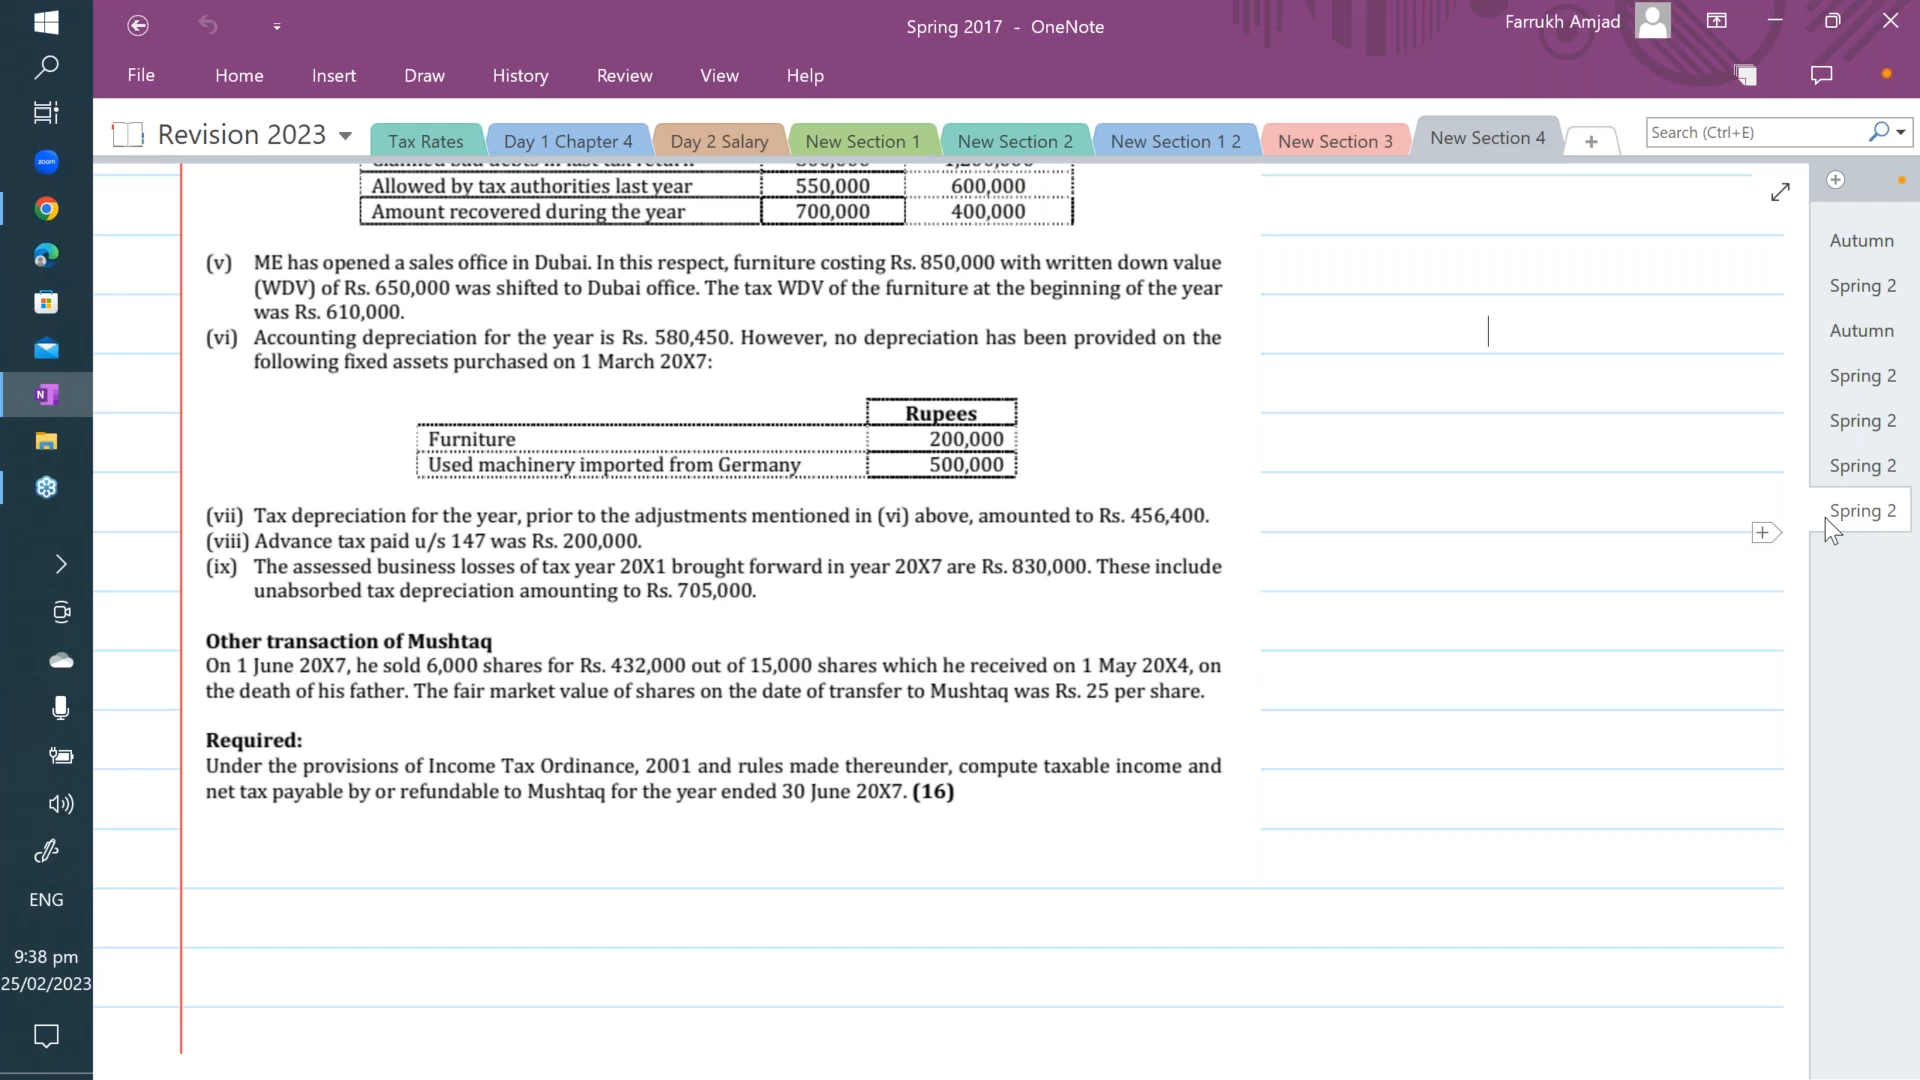 Spring 2017 - OneNote
Farrukh Amjad
File Home Insert Draw History Review View Help
Revision 2023
Tax Rates
Day 1 Chapter 4
Day 2 Salary
New Section 1
New Section 2
New Section 1 2
New Section 3
New Section 4
Search (Ctrl+E)
Claimed bad debts in last tax return
Allowed by tax authorities last year 550,000 600,000
Amount recovered during the year 700,000 400,000
(v) ME has opened a sales office in Dubai. In this respect, furniture costing Rs. 850,000 with written down value
(WDV) of Rs. 650,000 was shifted to Dubai office. The tax WDV of the furniture at the beginning of the year
was Rs. 610,000.
(vi) Accounting depreciation for the year is Rs. 580,450. However, no depreciation has been provided on the
following fixed assets purchased on 1 March 20X7:
Rupees
Furniture 200,000
Used machinery imported from Germany 500,000
(vii) Tax depreciation for the year, prior to the adjustments mentioned in (vi) above, amounted to Rs. 456,400.
(viii) Advance tax paid u/s 147 was Rs. 200,000.
(ix) The assessed business losses of tax year 20X1 brought forward in year 20X7 are Rs. 830,000. These include
unabsorbed tax depreciation amounting to Rs. 705,000.
Other transaction of Mushtaq
On 1 June 20X7, he sold 6,000 shares for Rs. 432,000 out of 15,000 shares which he received on 1 May 20X4, on
the death of his father. The fair market value of shares on the date of transfer to Mushtaq was Rs. 25 per share.
Required:
Under the provisions of Income Tax Ordinance, 2001 and rules made thereunder, compute taxable income and
net tax payable by or refundable to Mushtaq for the year ended 30 June 20X7. (16)
Autumn
Spring 2
Autumn
Spring 2
Spring 2
Spring 2
Spring 2
zoom
N
ENG
9:38 pm
25/02/2023